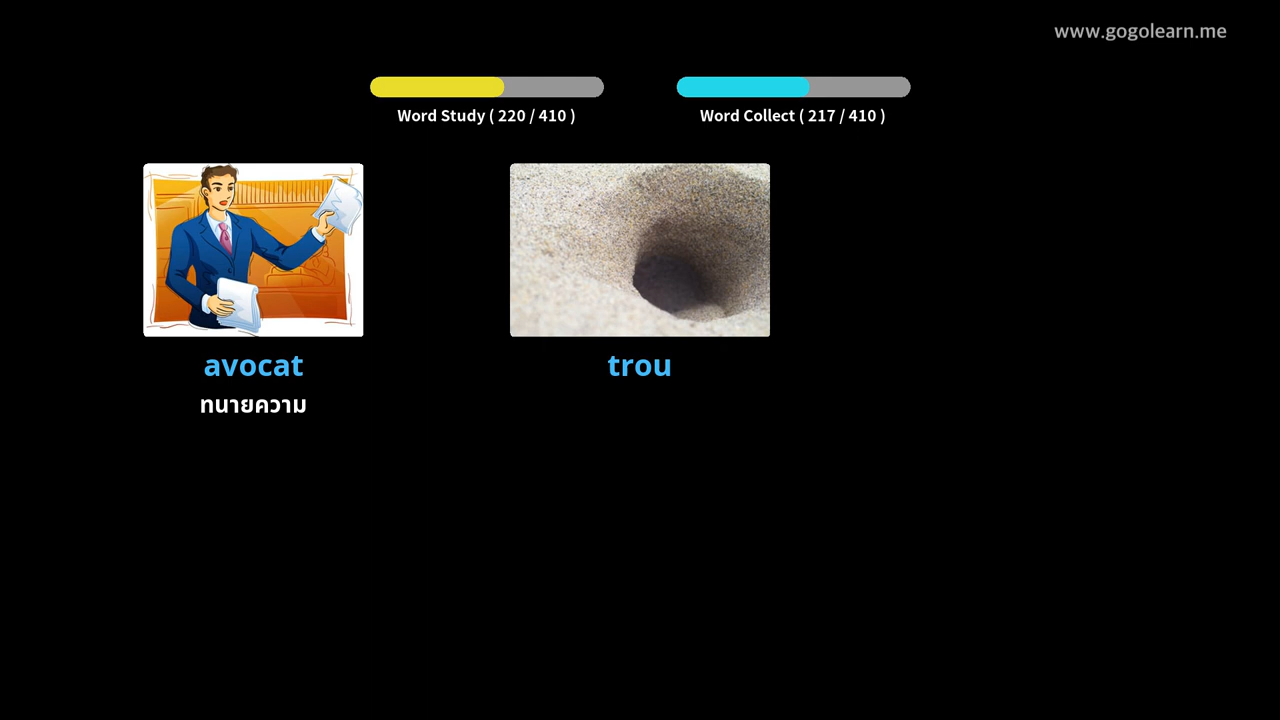 www.gogolearn.me
Word Study ( 220 / 410 )
Word Collect ( 217 / 410 )
avocat
trou
ทนายความ